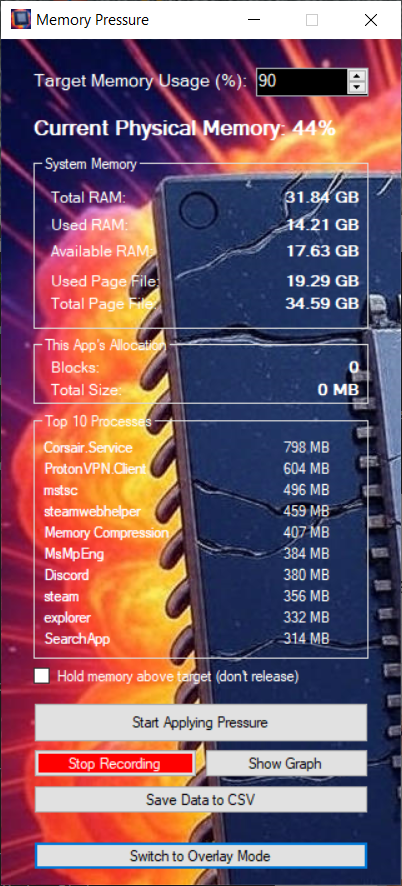 Memory Pressure
Target Memory Usage (%): 90
Current Physical Memory: 44%
System Memory
Total RAM: 31.84 GB
Used RAM: 14.21 GB
Available RAM: 17.63 GB
Used Page File: 19.29 GB
Total Page File: 34.59 GB
This App's Allocation
Blocks: 0
Total Size: 0 MB
Top 10 Processes
Corsair.Service 798 MB
ProtonVPN.Client 604 MB
mstsc 496 MB
steamwebhelper 459 MB
Memory Compression 407 MB
MsMpEng 384 MB
Discord 380 MB
steam 356 MB
explorer 332 MB
SearchApp 314 MB
Hold memory above target (don't release)
Start Applying Pressure
Stop Recording Show Graph
Save Data to CSV
Switch to Overlay Mode